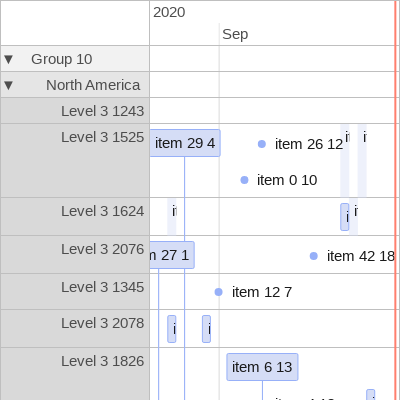 2020
Sep
▼ Group 10
▼ North America
Level 3 1243
Level 3 1525
item 29 4
item 26 12
item 0 10
Level 3 1624
Level 3 2076
27 1
item 42 18
Level 3 1345
item 12 7
Level 3 2078
Level 3 1826
item 6 13